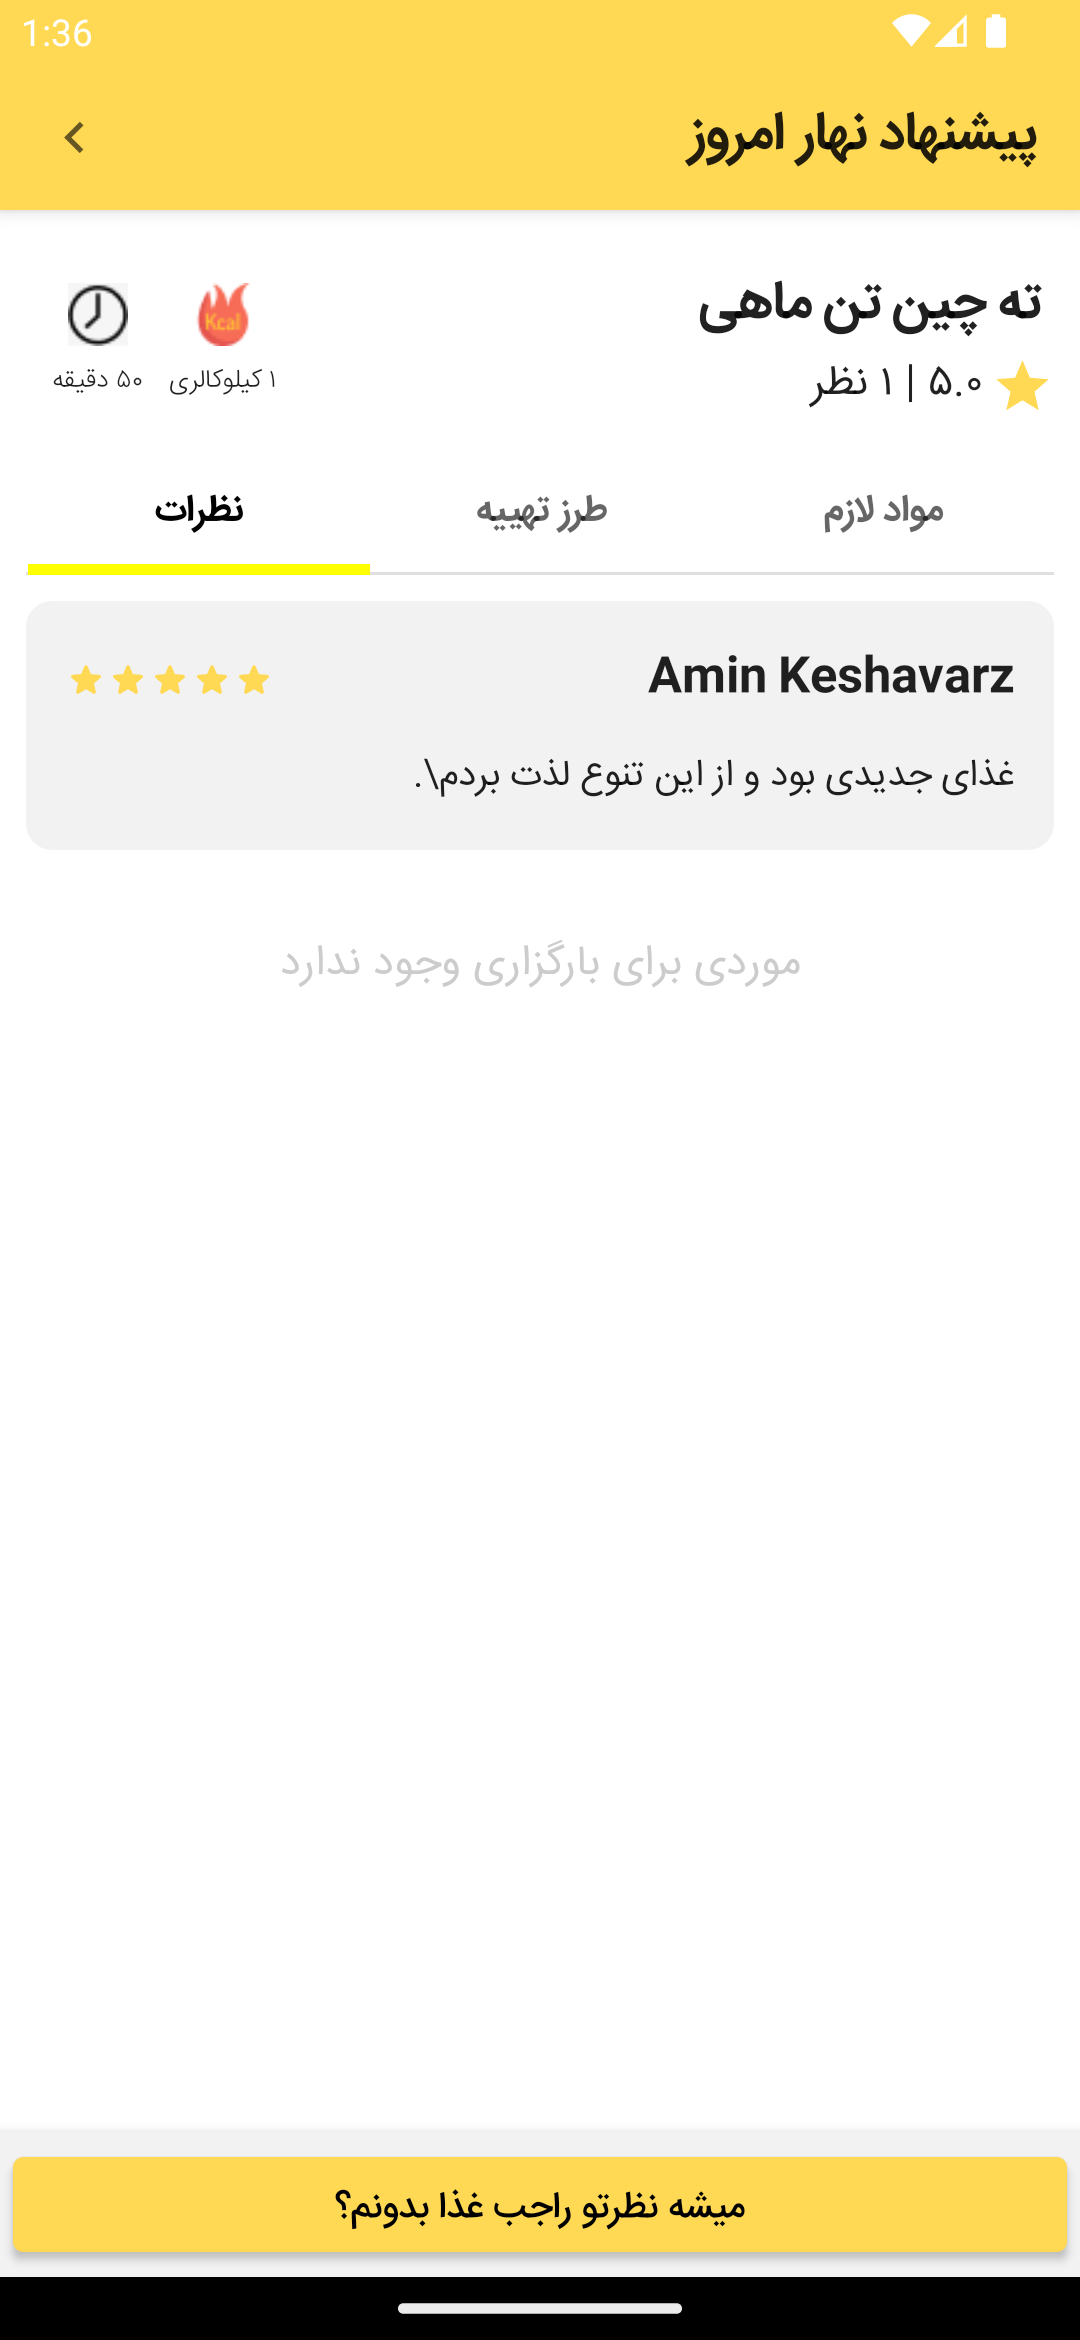 1:36
پیشنهاد نهار امروز
ته چین تن ماهی
۵.۰ | ۱ نظر
Kcal
۱ کیلوکالری
۵۰ دقیقه
مواد لازم
طرز تهییه
نظرات
Amin Keshavarz
غذای جدیدی بود و از این تنوع لذت بردم\.
موردی برای بارگزاری وجود ندارد
میشه نظرتو راجب غذا بدونم؟